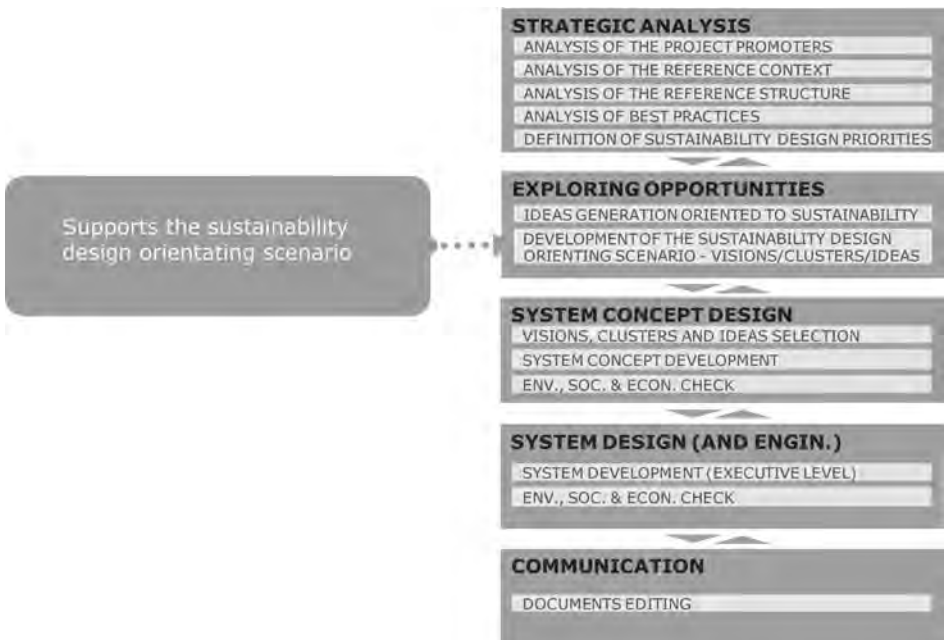 STRATEGIC ANALYSIS
ANALYSIS OF THE PROJECT PROMOTERS
ANALYSIS OF THE REFERENCE CONTEXT
ANALYSIS OF THE REFERENCE STRUCTURE
ANALYSIS OF BEST PRACTICES
DEFINITION OF SUSTAINABILITY DESIGN PRIORITIES
Supports the sustainability
design orientating scenario
EXPLORING OPPORTUNITIES
IDEAS GENERATION ORIENTED TO SUSTAINABILITY
DEVELOPMENT OF THE SUSTAINABILITY DESIGN
ORIENTING SCENARIO - VISIONS/CLUSTERS/IDEAS
SYSTEM CONCEPT DESIGN
VISIONS, CLUSTERS AND IDEAS SELECTION
SYSTEM CONCEPT DEVELOPMENT
ENV., SOC. & ECON. CHECK
SYSTEM DESIGN (AND ENGIN.)
SYSTEM DEVELOPMENT (EXECUTIVE LEVEL)
ENV., SOC. & ECON. CHECK
COMMUNICATION
DOCUMENTS EDITING